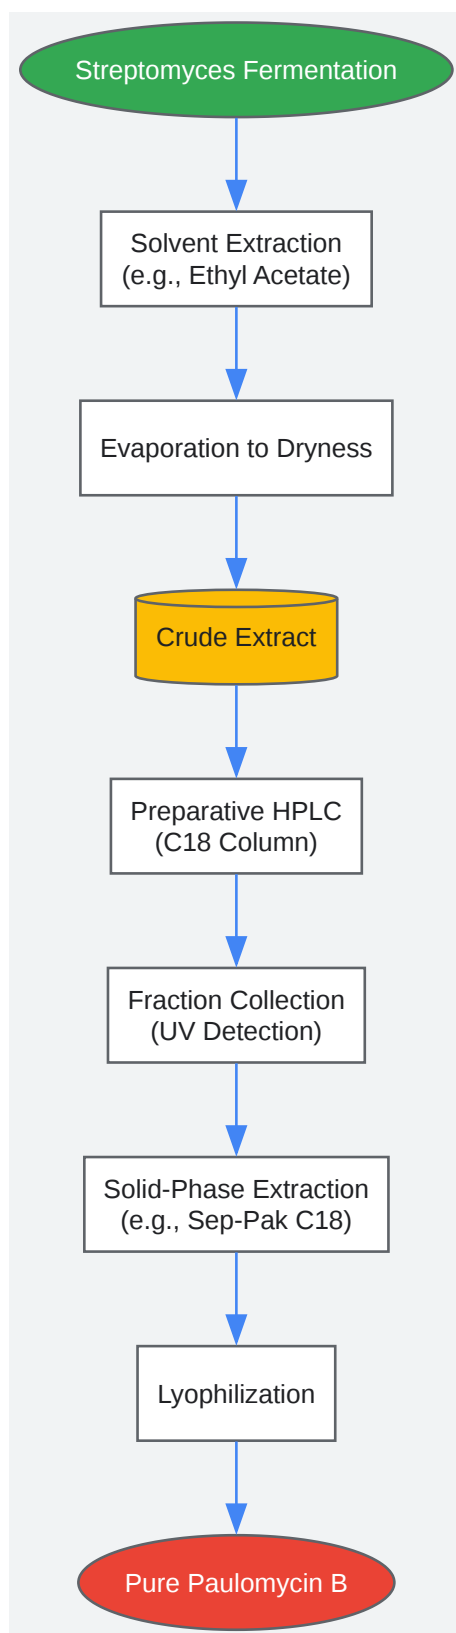 Streptomyces Fermentation
Solvent Extraction
(e.g., Ethyl Acetate)
Evaporation to Dryness
Crude Extract
Preparative HPLC
(C18 Column)
Fraction Collection
(UV Detection)
Solid-Phase Extraction
(e.g., Sep-Pak C18)
Lyophilization
Pure Paulomycin B